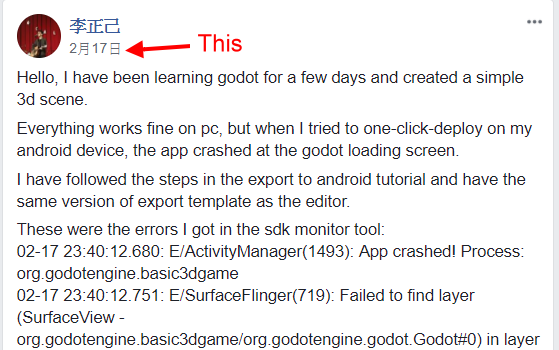 李正己
2月17日
This
Hello, I have been learning godot for a few days and created a simple
3d scene.
Everything works fine on pc, but when I tried to one-click-deploy on my
android device, the app crashed at the godot loading screen.
I have followed the steps in the export to android tutorial and have the
same version of export template as the editor.
These were the errors I got in the sdk monitor tool:
02-17 23:40:12.680: E/ActivityManager(1493): App crashed! Process:
org.godotengine.basic3dgame
02-17 23:40:12.751: E/SurfaceFlinger(719): Failed to find layer
(SurfaceView -
org.godotengine.basic3dgame/org.godotengine.godot.Godot#0) in layer